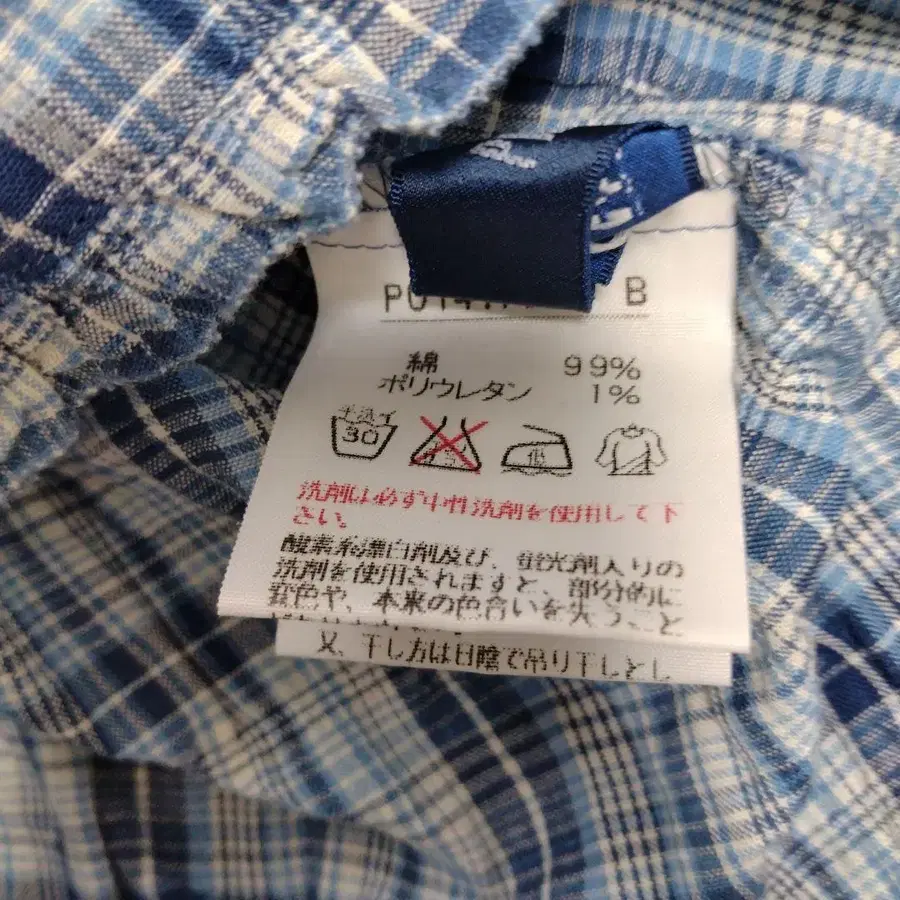 B
綿 99%
ポリウレタン 1%
手洗イ
30
低
洗剤は必ず中性洗剤を使用して下
さい。
酸素系漂白剤及び、蛍光剤入りの
洗剤を使用されますと、部分的に
変色や、本来の色合いを失うこと
又、干し方は日陰で吊り干しとし